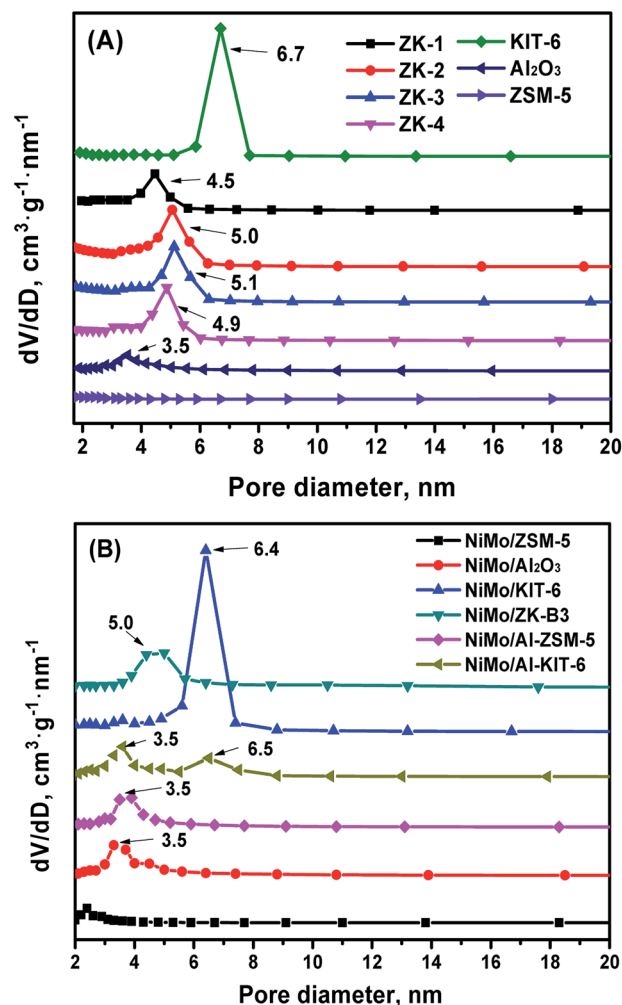 (A)
ZK-1
ZK-2
ZK-3
ZK-4
KIT-6
Al₂O₃
ZSM-5
6.7
4.5
5.0
5.1
4.9
3.5
dV/dD, cm³·g⁻¹·nm⁻¹
2 4 6 8 10 12 14 16 18 20
Pore diameter, nm
(B)
NiMo/ZSM-5
NiMo/Al₂O₃
NiMo/KIT-6
NiMo/ZK-B3
NiMo/Al-ZSM-5
NiMo/Al-KIT-6
6.4
5.0
3.5
6.5
3.5
3.5
dV/dD, cm³·g⁻¹·nm⁻¹
2 4 6 8 10 12 14 16 18 20
Pore diameter, nm